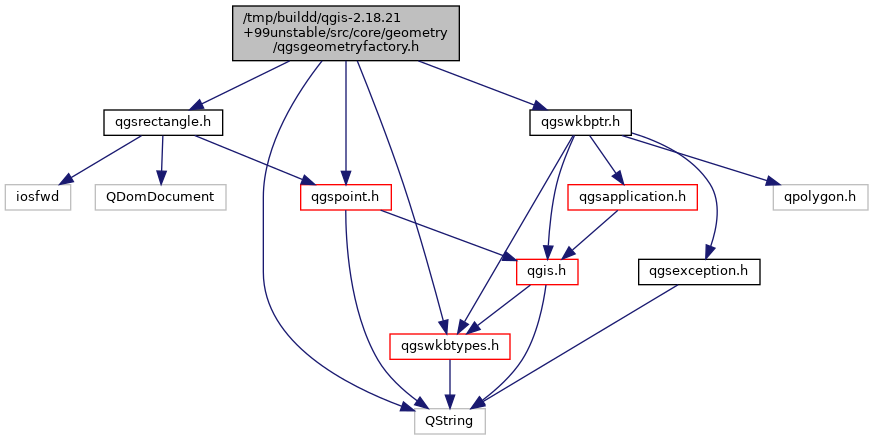 /tmp/buildd/qgis-2.18.21
+99unstable/src/core/geometry
/qgsgeometryfactory.h
qgsrectangle.h
qgswkbptr.h
iosfwd
QDomDocument
qgspoint.h
qgsapplication.h
qpolygon.h
qgis.h
qgsexception.h
qgswkbtypes.h
QString